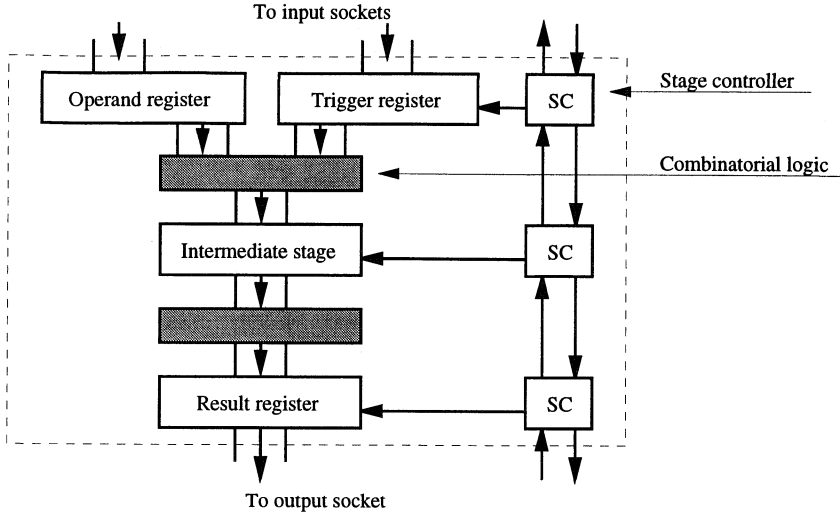 To input sockets
Operand register
Trigger register
SC
Stage controller
Combinatorial logic
Intermediate stage
SC
Result register
SC
To output socket